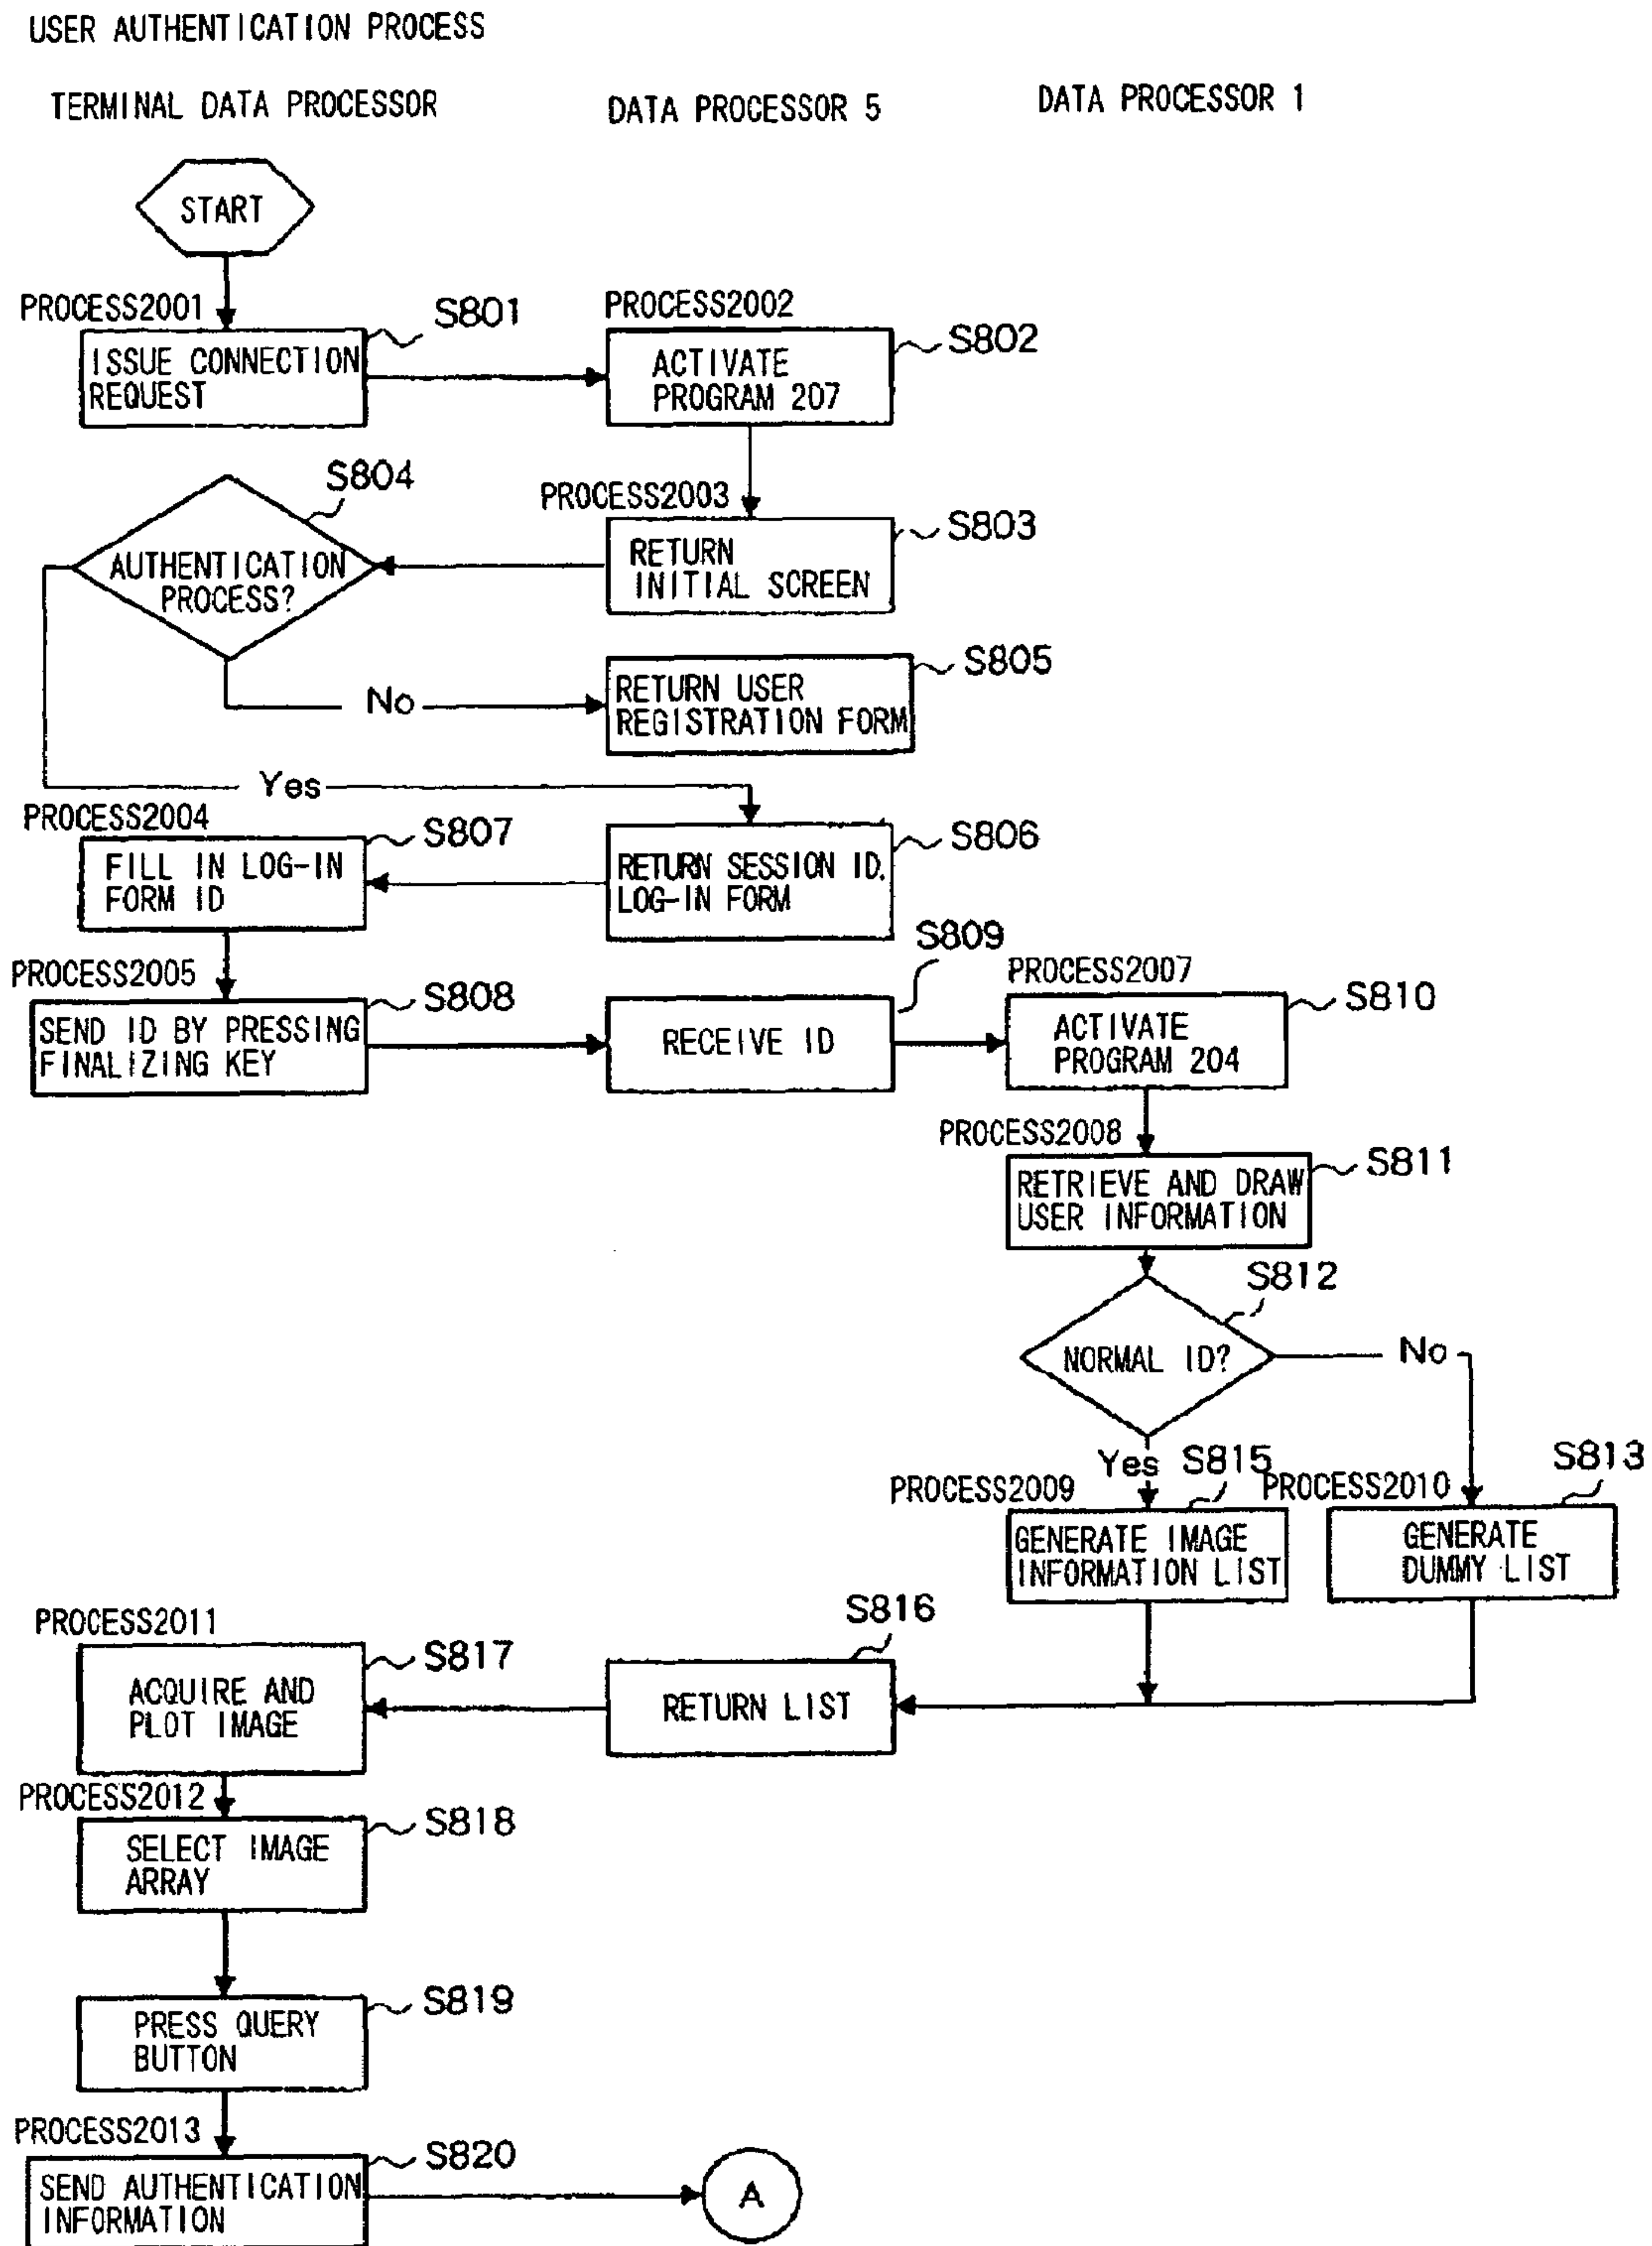 USER AUTHENTICATION PROCESS
TERMINAL DATA PROCESSOR
DATA PROCESSOR 5
DATA PROCESSOR 1
START
PROCESS2001
S801
ISSUE CONNECTION
REQUEST
PROCESS2002
S802
ACTIVATE
PROGRAM 207
S804
AUTHENTICATION
PROCESS?
PROCESS2003
S803
RETURN
INITIAL SCREEN
No
S805
RETURN USER
REGISTRATION FORM
Yes
PROCESS2004
S807
FILL IN LOG-IN
FORM ID
S806
RETURN SESSION ID,
LOG-IN FORM
PROCESS2005
S808
SEND ID BY PRESSING
FINALIZING KEY
S809
RECEIVE ID
PROCESS2007
S810
ACTIVATE
PROGRAM 204
PROCESS2008
S811
RETRIEVE AND DRAW
USER INFORMATION
S812
NORMAL ID?
No
Yes
S815
PROCESS2009
GENERATE IMAGE
INFORMATION LIST
S813
PROCESS2010
GENERATE
DUMMY LIST
S816
RETURN LIST
PROCESS2011
S817
ACQUIRE AND
PLOT IMAGE
PROCESS2012
S818
SELECT IMAGE
ARRAY
S819
PRESS QUERY
BUTTON
PROCESS2013
S820
SEND AUTHENTICATION
INFORMATION
A